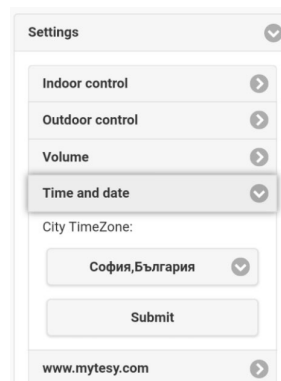 Settings
Indoor control
Outdoor control
Volume
Time and date
City TimeZone:
София,България
Submit
www.mytesy.com